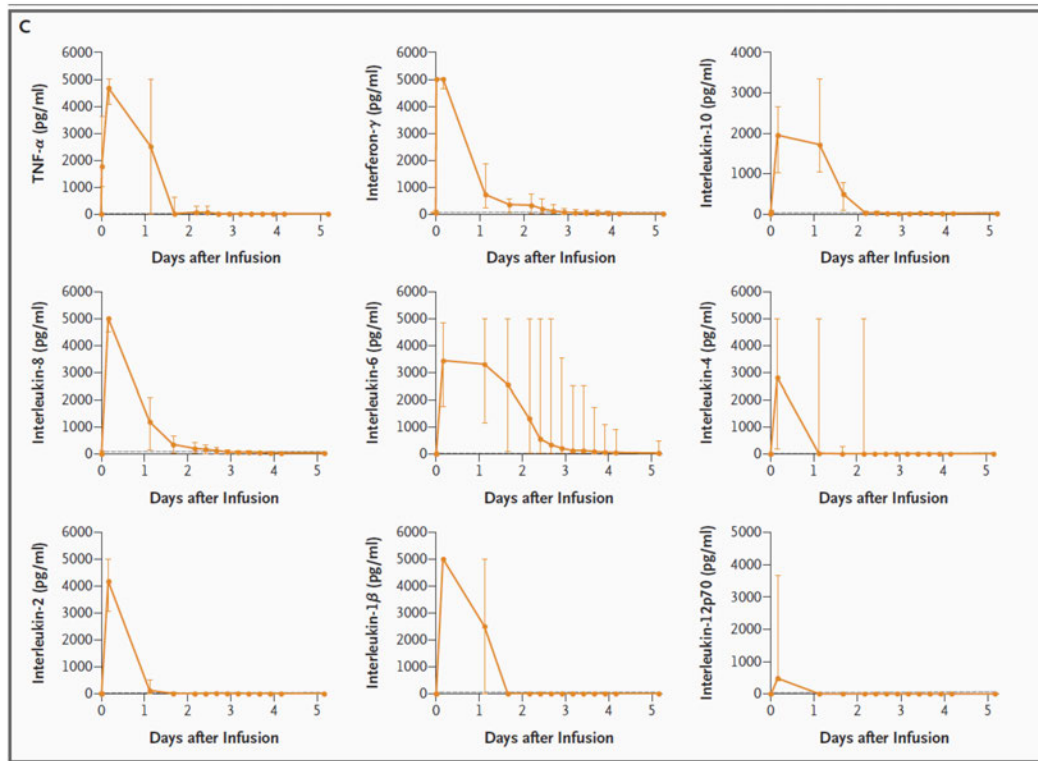 C
TNF-α (pg/ml)
6000
5000
4000
3000
2000
1000
0
0 1 2 3 4 5
Days after Infusion
Interferon-γ (pg/ml)
6000
5000
4000
3000
2000
1000
0
0 1 2 3 4 5
Days after Infusion
Interleukin-10 (pg/ml)
4000
3000
2000
1000
0
0 1 2 3 4 5
Days after Infusion
Interleukin-8 (pg/ml)
6000
5000
4000
3000
2000
1000
0
0 1 2 3 4 5
Days after Infusion
Interleukin-6 (pg/ml)
6000
5000
4000
3000
2000
1000
0
0 1 2 3 4 5
Days after Infusion
Interleukin-4 (pg/ml)
6000
5000
4000
3000
2000
1000
0
0 1 2 3 4 5
Days after Infusion
Interleukin-2 (pg/ml)
6000
5000
4000
3000
2000
1000
0
0 1 2 3 4 5
Days after Infusion
Interleukin-1β (pg/ml)
6000
5000
4000
3000
2000
1000
0
0 1 2 3 4 5
Days after Infusion
Interleukin-12p70 (pg/ml)
5000
4000
3000
2000
1000
0
0 1 2 3 4 5
Days after Infusion